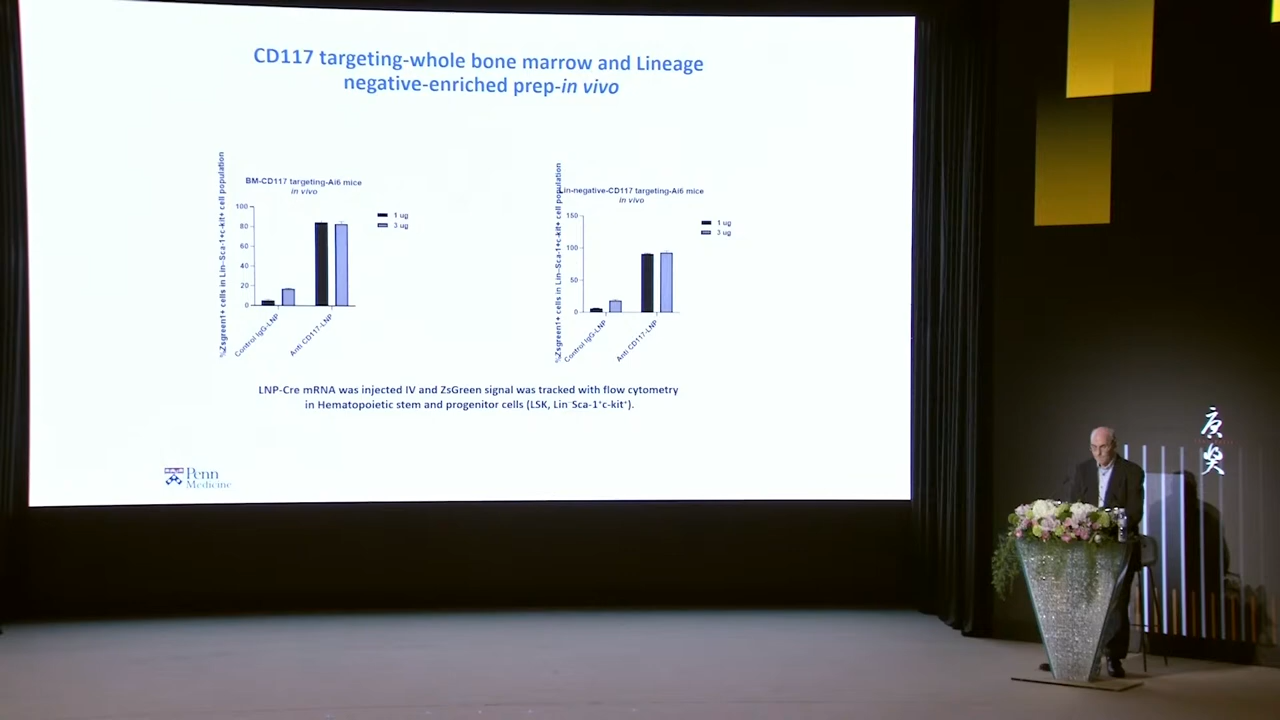 CD117 targeting-whole bone marrow and Lineage
negative-enriched prep-in vivo
%Zsgreen1+ cells in Lin–Sca-1+c-kit+ cell population
BM-CD117 targeting-Ai6 mice
in vivo
100
80
60
40
20
0
Control IgG-LNP
Anti CD117-LNP
1 ug
3 ug
%Zsgreen1+ cells in Lin–Sca-1+c-kit+ cell population
Lin-negative-CD117 targeting-Ai6 mice
in vivo
150
100
50
0
Control IgG-LNP
Anti CD117-LNP
1 ug
3 ug
LNP-Cre mRNA was injected IV and ZsGreen signal was tracked with flow cytometry
in Hematopoietic stem and progenitor cells (LSK, Lin⁻Sca-1⁺c-kit⁺).
Penn
Medicine